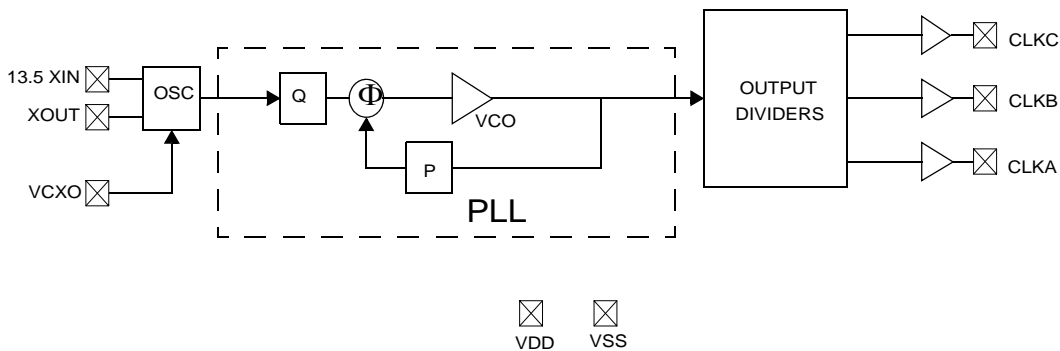 CLKC
13.5 XIN
OSC
XOUT
Q
Φ
VCO
OUTPUT
DIVIDERS
CLKB
P
CLKA
VCXO
PLL
VDD
VSS